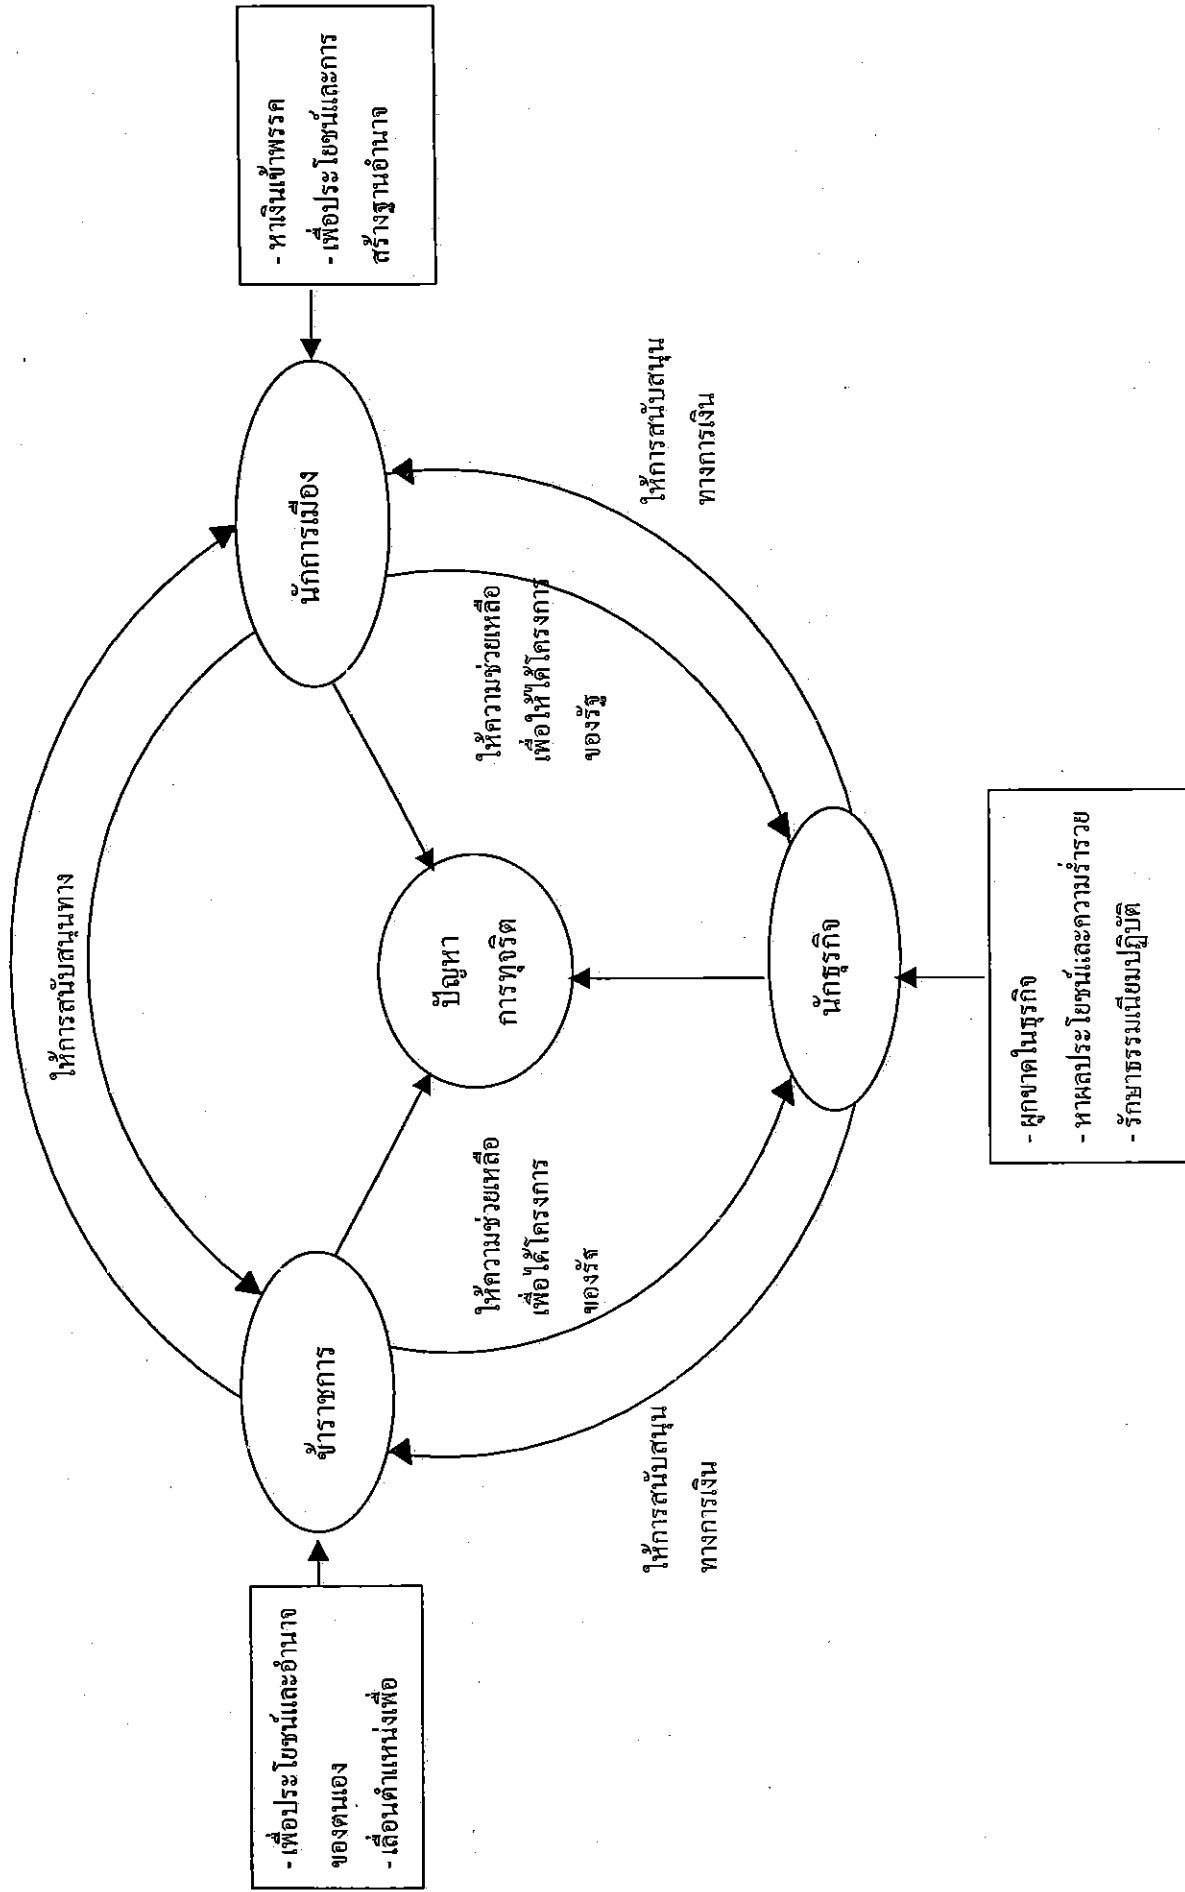 ให้การสนับสนุนทาง
- เพื่อประโยชน์และอำนาจ
ของตนเอง
- เลื่อนตำแหน่งเพื่อ
ข้าราชการ
นักการเมือง
- หาเงินเข้าพรรค
- เพื่อประโยชน์และการ
สร้างฐานอำนาจ
ปัญหา
การทุจริต
ให้ความช่วยเหลือ
เพื่อได้โครงการ
ของรัฐ
ให้ความช่วยเหลือ
เพื่อให้ได้โครงการ
ของรัฐ
ให้การสนับสนุน
ทางการเงิน
ให้การสนับสนุน
ทางการเงิน
นักธุรกิจ
- ผูกขาดในธุรกิจ
- หาผลประโยชน์และความร่ำรวย
- รักษาธรรมเนียมปฏิบัติ